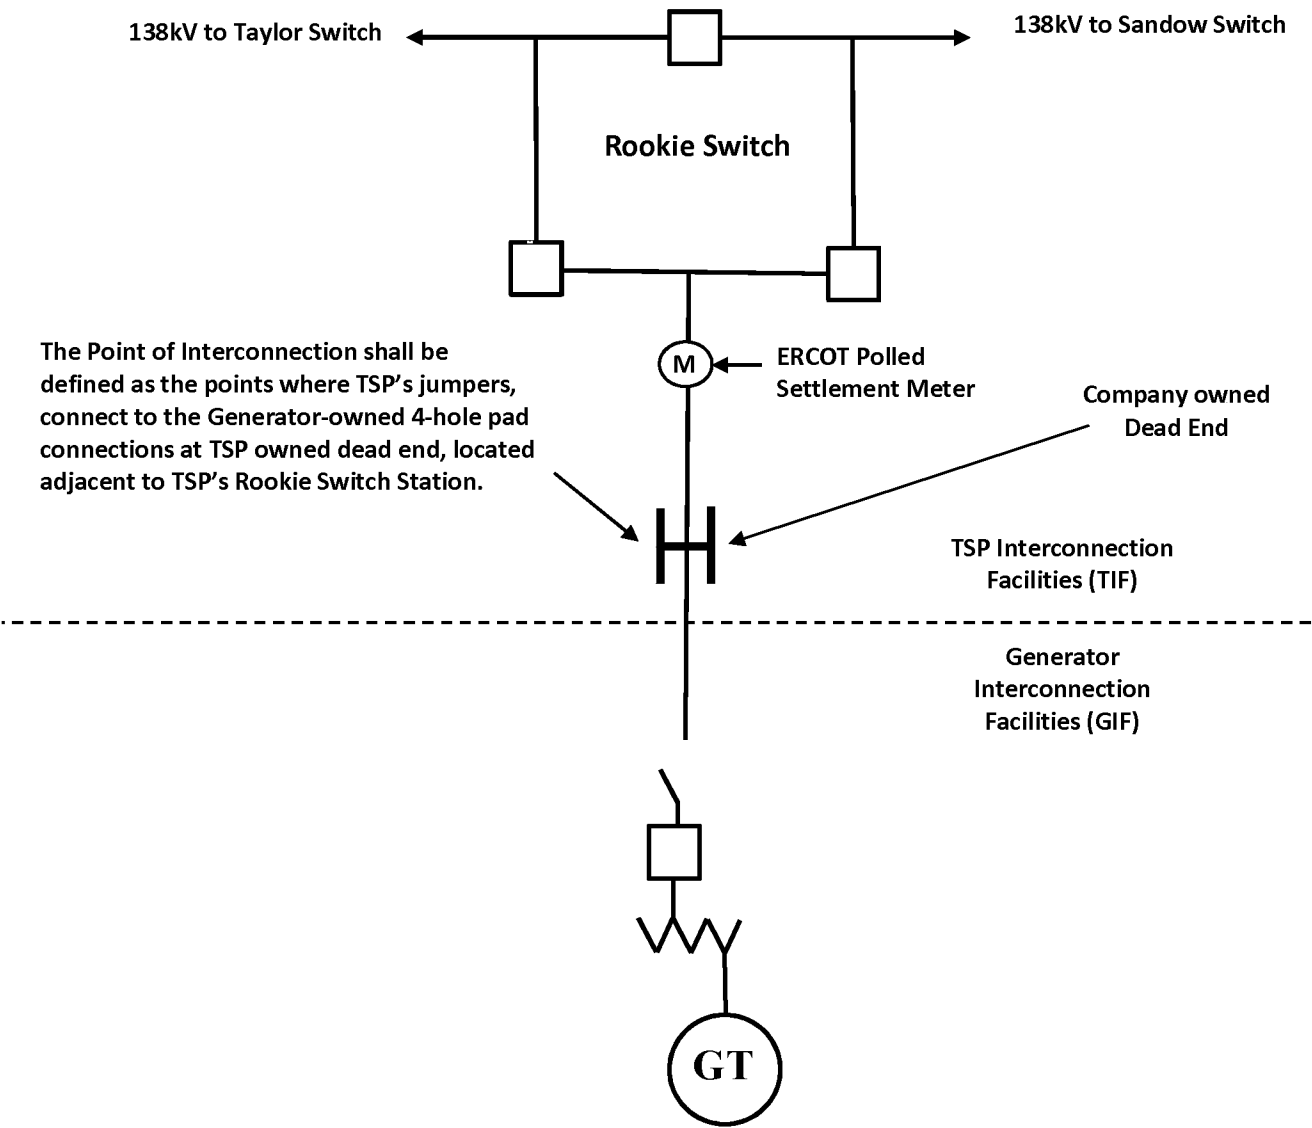 138kV to Taylor Switch
138kV to Sandow Switch
Rookie Switch
The Point of Interconnection shall be
defined as the points where TSP's jumpers,
connect to the Generator-owned 4-hole pad
connections at TSP owned dead end, located
adjacent to TSP's Rookie Switch Station.
M
ERCOT Polled
Settlement Meter
Company owned
Dead End
TSP Interconnection
Facilities (TIF)
Generator
Interconnection
Facilities (GIF)
GT